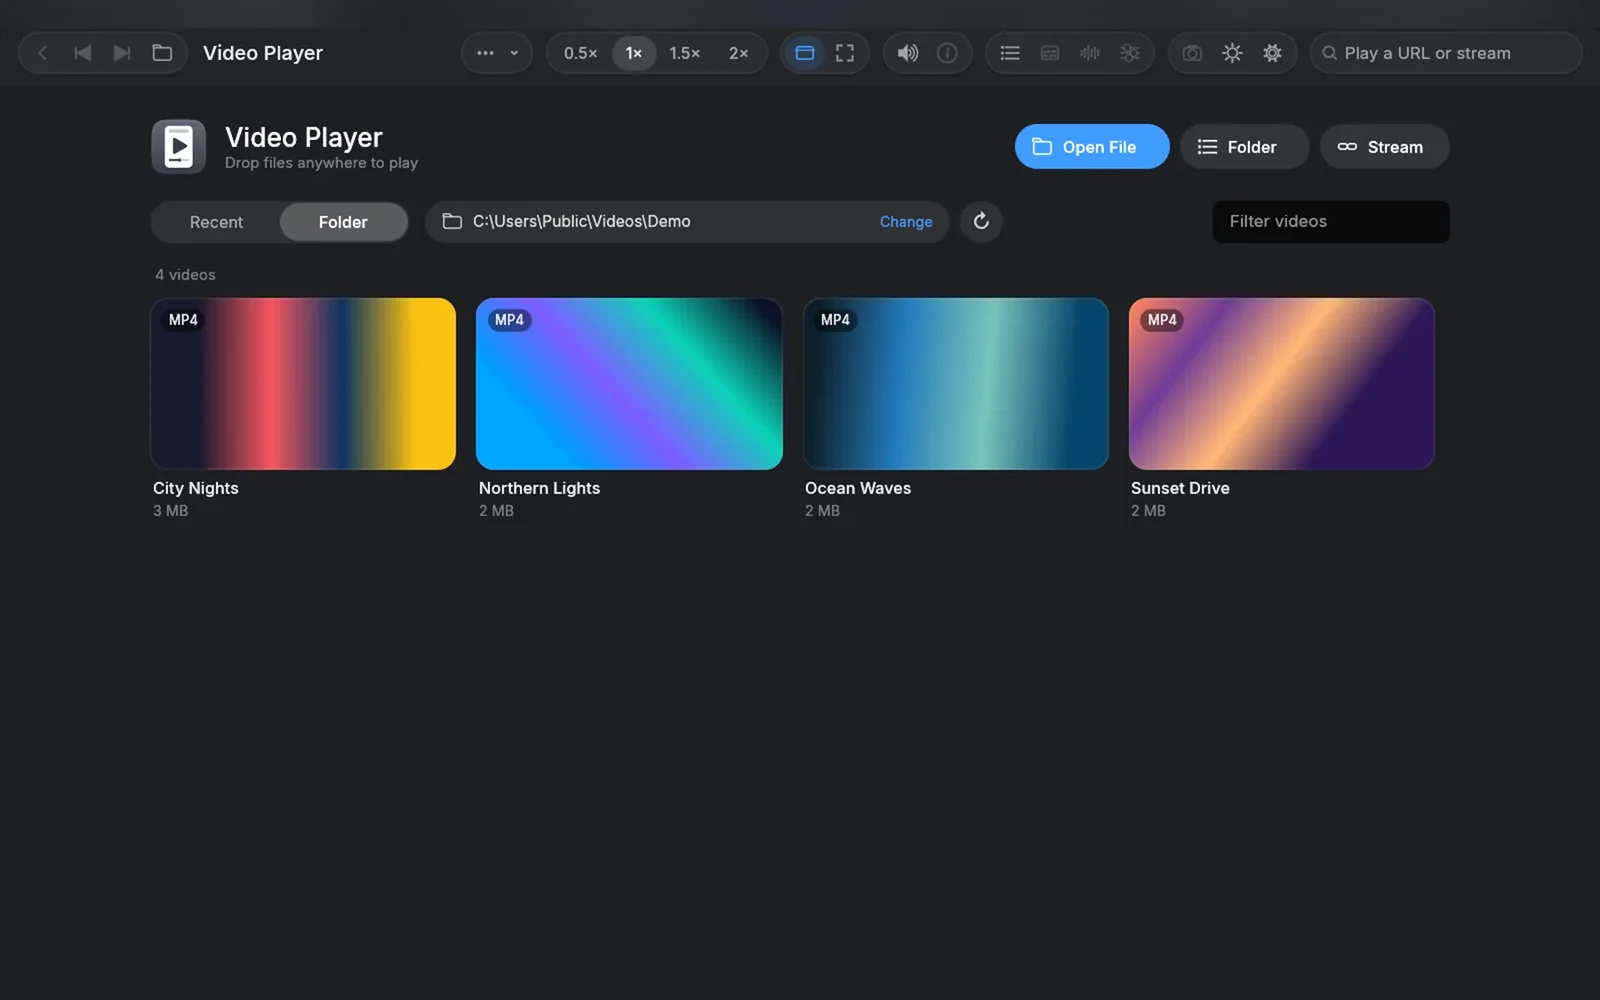 Video Player
0.5×
1×
1.5×
2×
Play a URL or stream
Video Player
Drop files anywhere to play
Open File
Folder
Stream
Recent
Folder
C:\Users\Public\Videos\Demo
Change
Filter videos
4 videos
MP4
MP4
MP4
MP4
City Nights
Northern Lights
Ocean Waves
Sunset Drive
3 MB
2 MB
2 MB
2 MB